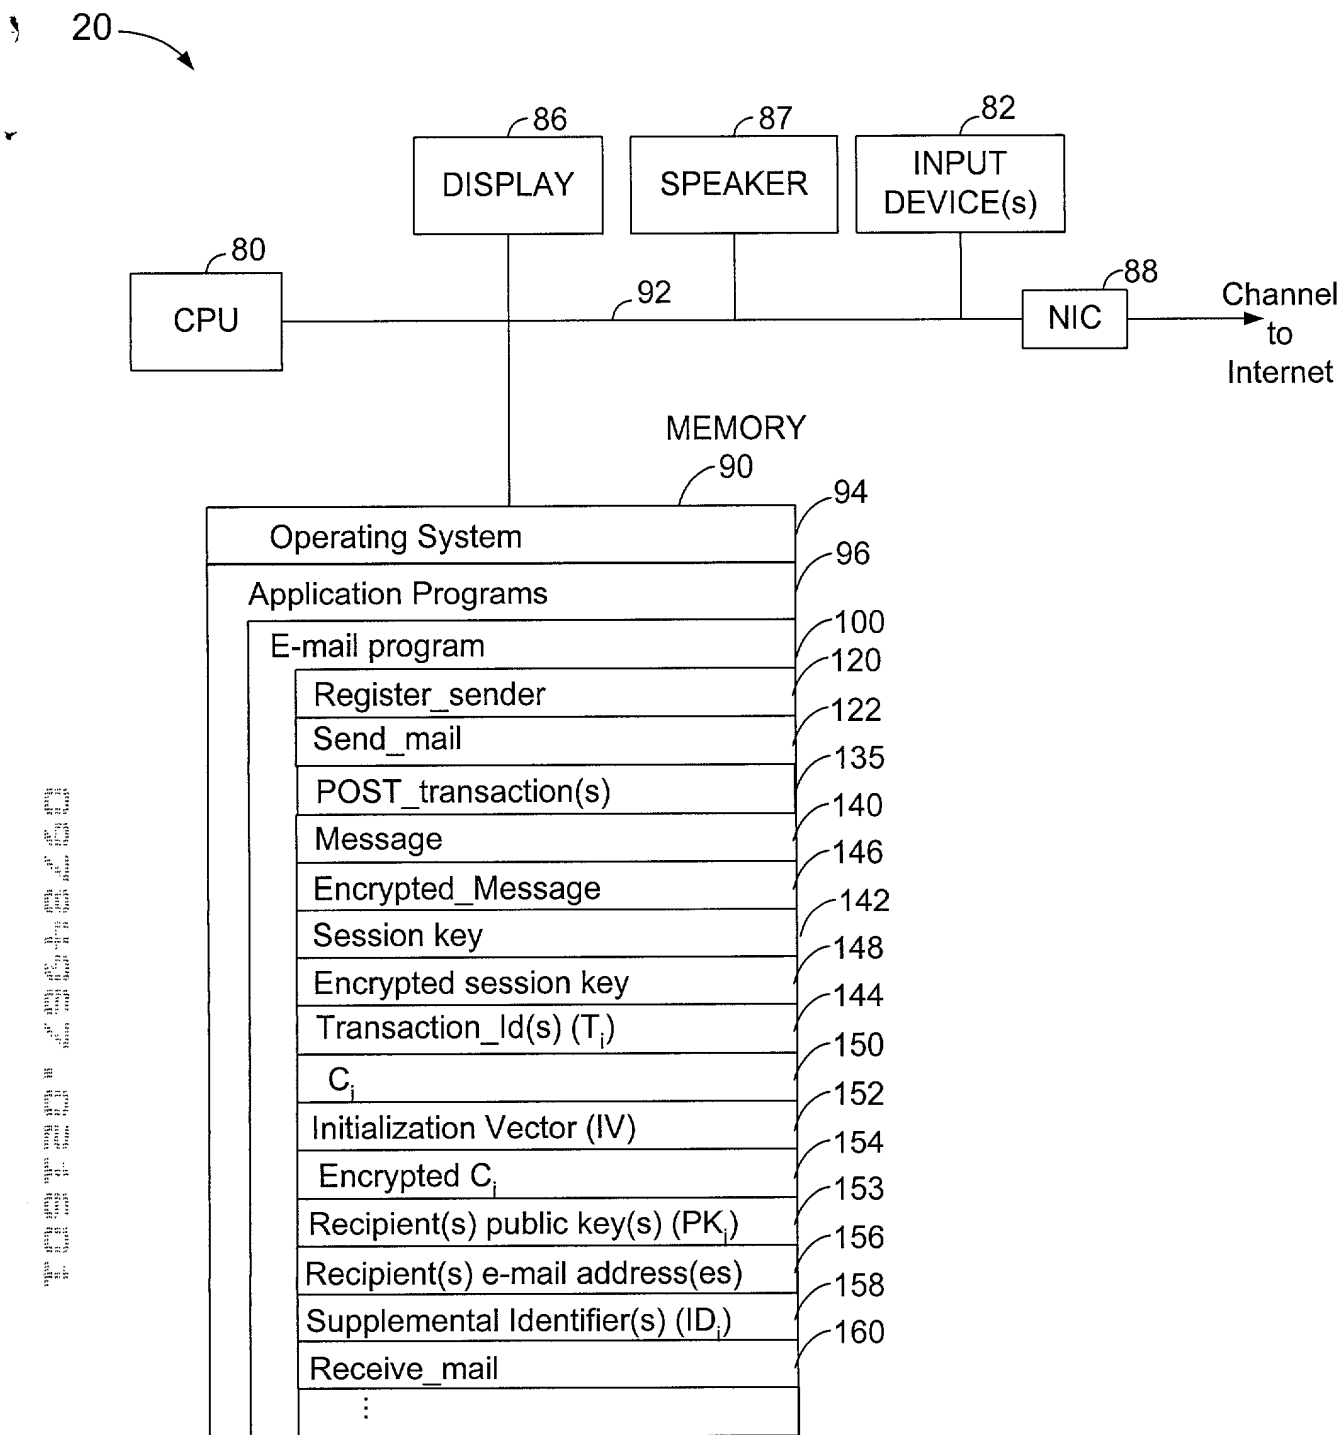 20
86
87
82
DISPLAY
SPEAKER
INPUT
DEVICE(s)
80
CPU
92
88
NIC
Channel
to
Internet
MEMORY
90
94
Operating System
96
Application Programs
100
E-mail program
120
Register_sender
122
Send_mail
135
POST_transaction(s)
140
Message
146
Encrypted_Message
142
Session key
148
Encrypted session key
144
Transaction_Id(s) (Ti)
150
Ci
152
Initialization Vector (IV)
154
Encrypted Ci
153
Recipient(s) public key(s) (PKi)
156
Recipient(s) e-mail address(es)
158
Supplemental Identifier(s) (IDi)
160
Receive_mail
⋮